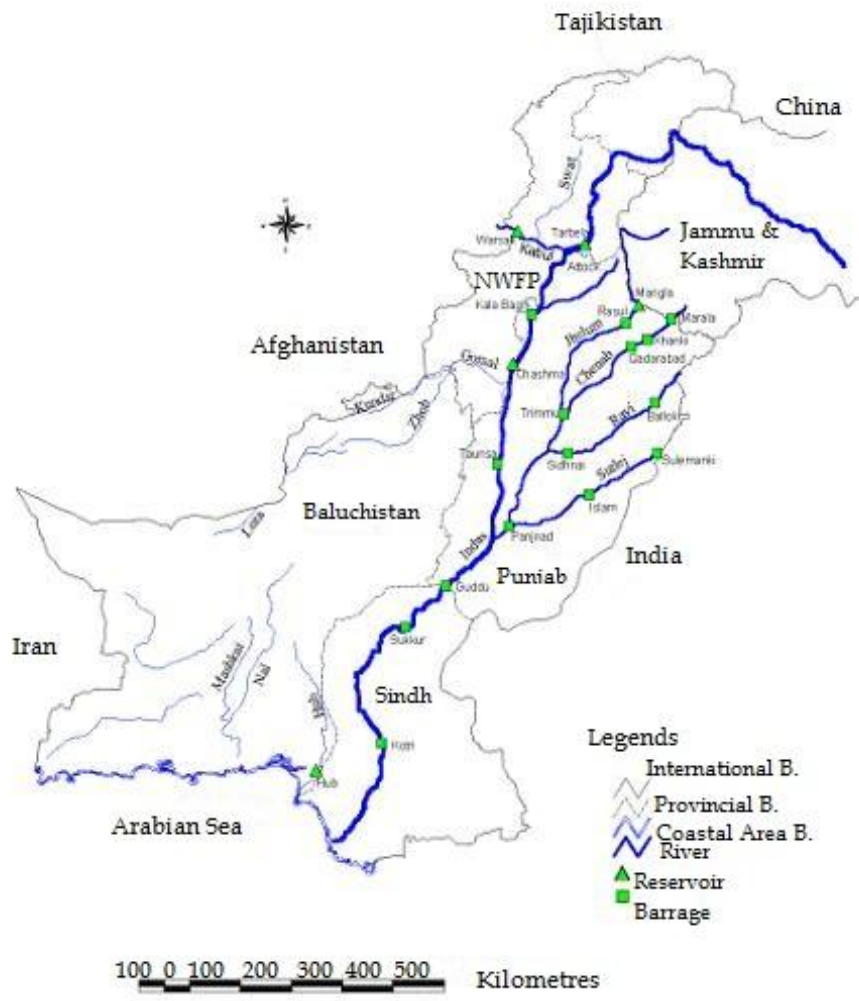 Tajikistan
China
Swat
Warsak
Kabul
Tarbela
Attock
Jammu &
Kashmir
NWFP
Kala Bagh
Mangla
Rasul
Marala
Jhelum
Khanki
Qadarabad
Chenab
Afghanistan
Gomal
Chashma
Kundar
Zhob
Trimmu
Ravi
Balloki
Taunsa
Sidhnai
Sutlej
Sulemanki
Islam
Baluchistan
Lora
Indus
Panjnad
India
Punjab
Guddu
Sukkur
Iran
Mashkai
Nal
Hub
Sindh
Kotri
Hub
Arabian Sea
Legends
International B.
Provincial B.
Coastal Area B.
River
Reservoir
Barrage
100 0 100 200 300 400 500
Kilometres